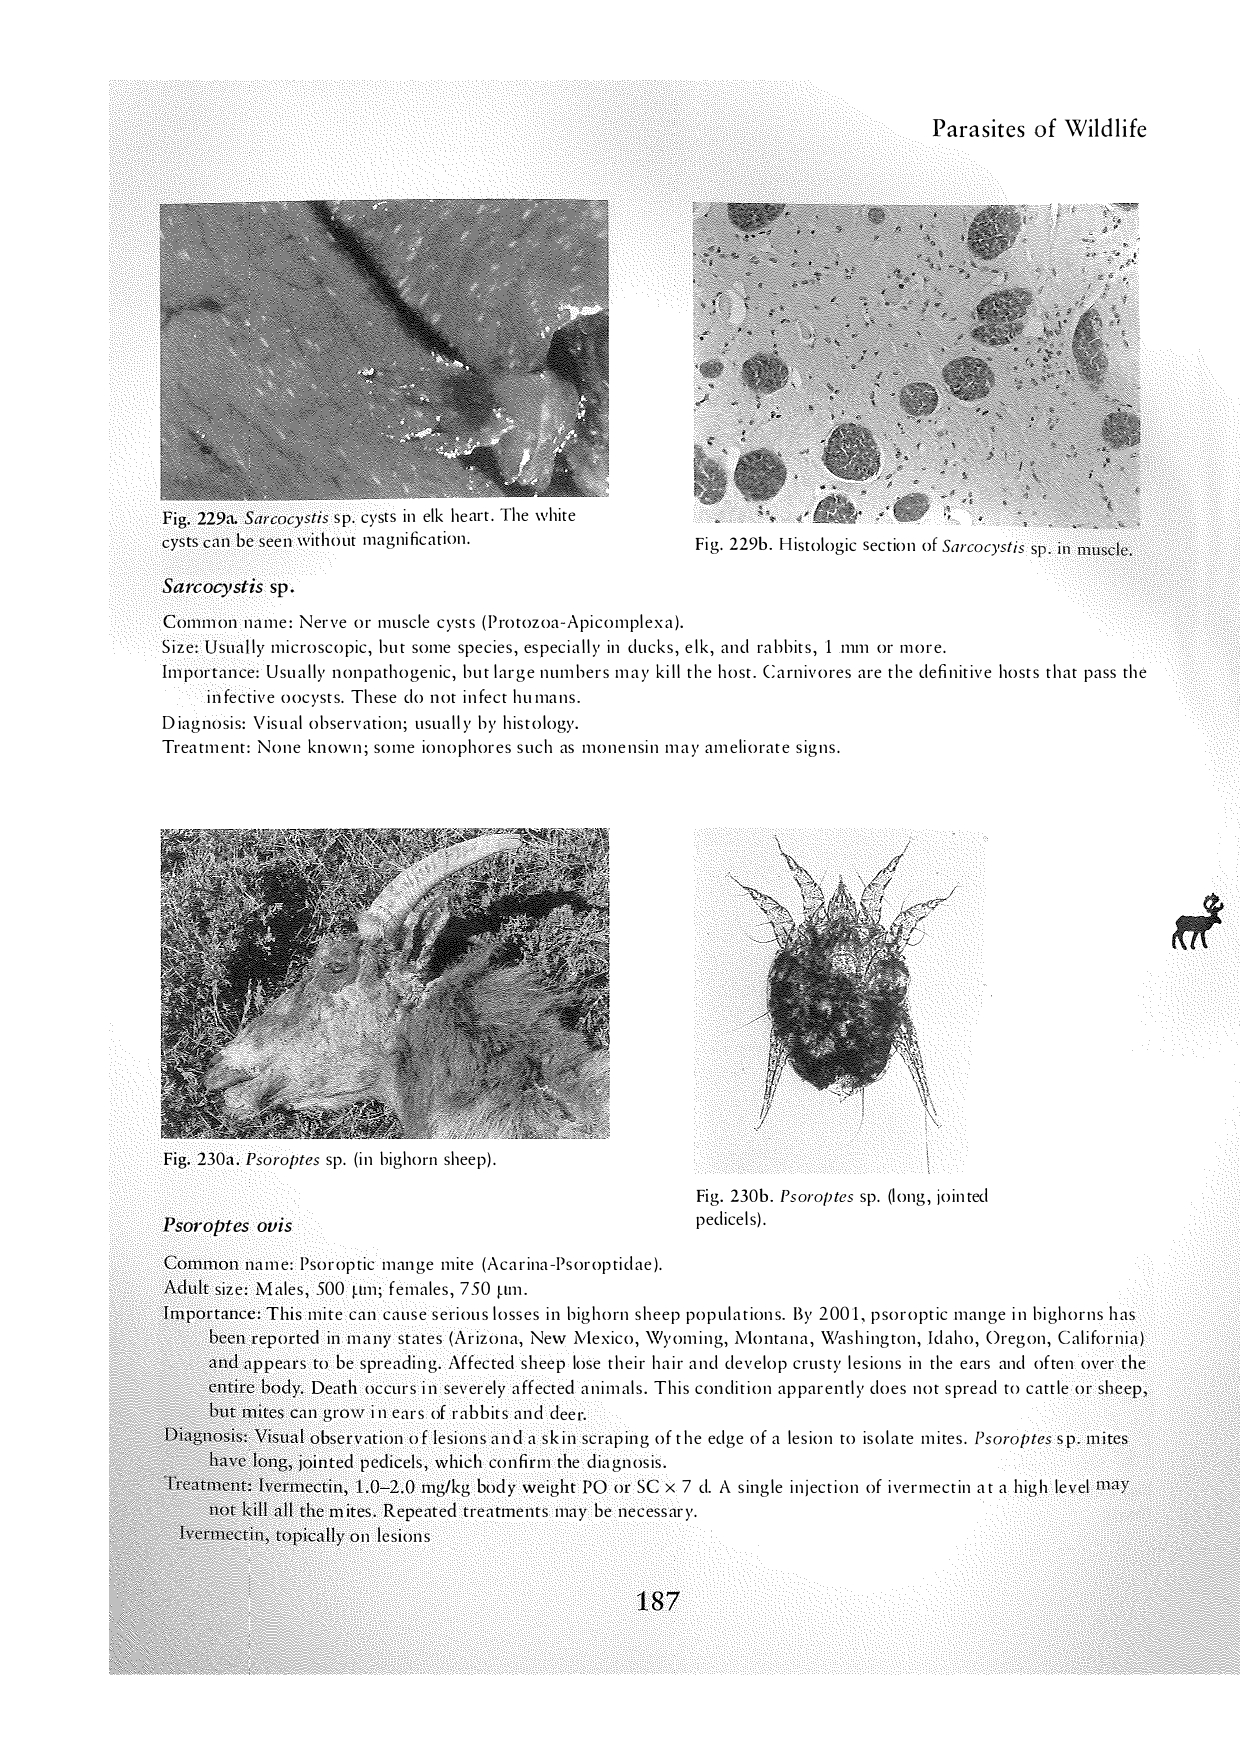 Parasites of Wildlife
Fig. 229a. Sarcocystis sp. cysts in elk heart. The white
cysts can be seen without magnification.
Fig. 229b. Histologic section of Sarcocystis sp. in muscle.
Sarcocystis sp.
Common name: Nerve or muscle cysts (Protozoa-Apicomplexa).
Size: Usually microscopic, but some species, especially in ducks, elk, and rabbits, 1 mm or more.
Importance: Usually nonpathogenic, but large numbers may kill the host. Carnivores are the definitive hosts that pass the
infective oocysts. These do not infect humans.
Diagnosis: Visual observation; usually by histology.
Treatment: None known; some ionophores such as monensin may ameliorate signs.
Fig. 230a. Psoroptes sp. (in bighorn sheep).
Fig. 230b. Psoroptes sp. (long, jointed
pedicels).
Psoroptes ovis
Common name: Psoroptic mange mite (Acarina-Psoroptidae).
Adult size: Males, 500 µm; females, 750 µm.
Importance: This mite can cause serious losses in bighorn sheep populations. By 2001, psoroptic mange in bighorns has
been reported in many states (Arizona, New Mexico, Wyoming, Montana, Washington, Idaho, Oregon, California)
and appears to be spreading. Affected sheep lose their hair and develop crusty lesions in the ears and often over the
entire body. Death occurs in severely affected animals. This condition apparently does not spread to cattle or sheep,
but mites can grow in ears of rabbits and deer.
Diagnosis: Visual observation of lesions and a skin scraping of the edge of a lesion to isolate mites. Psoroptes sp. mites
have long, jointed pedicels, which confirm the diagnosis.
Treatment: Ivermectin, 1.0–2.0 mg/kg body weight PO or SC × 7 d. A single injection of ivermectin at a high level may
not kill all the mites. Repeated treatments may be necessary.
Ivermectin, topically on lesions
187